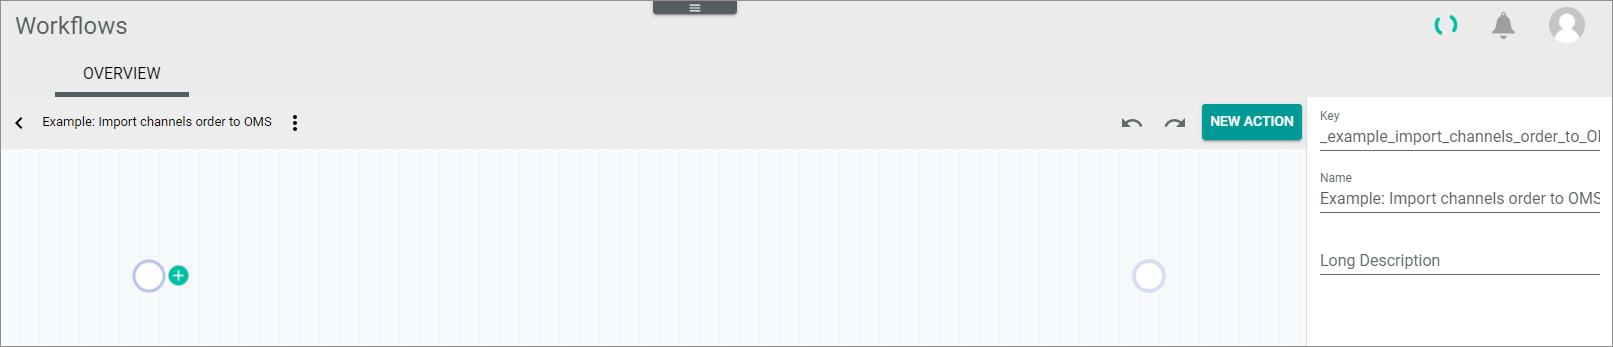 Workflows
OVERVIEW
Example: Import channels order to OMS
NEW ACTION
Key
_example_import_channels_order_to_O
Name
Example: Import channels order to OMS
Long Description